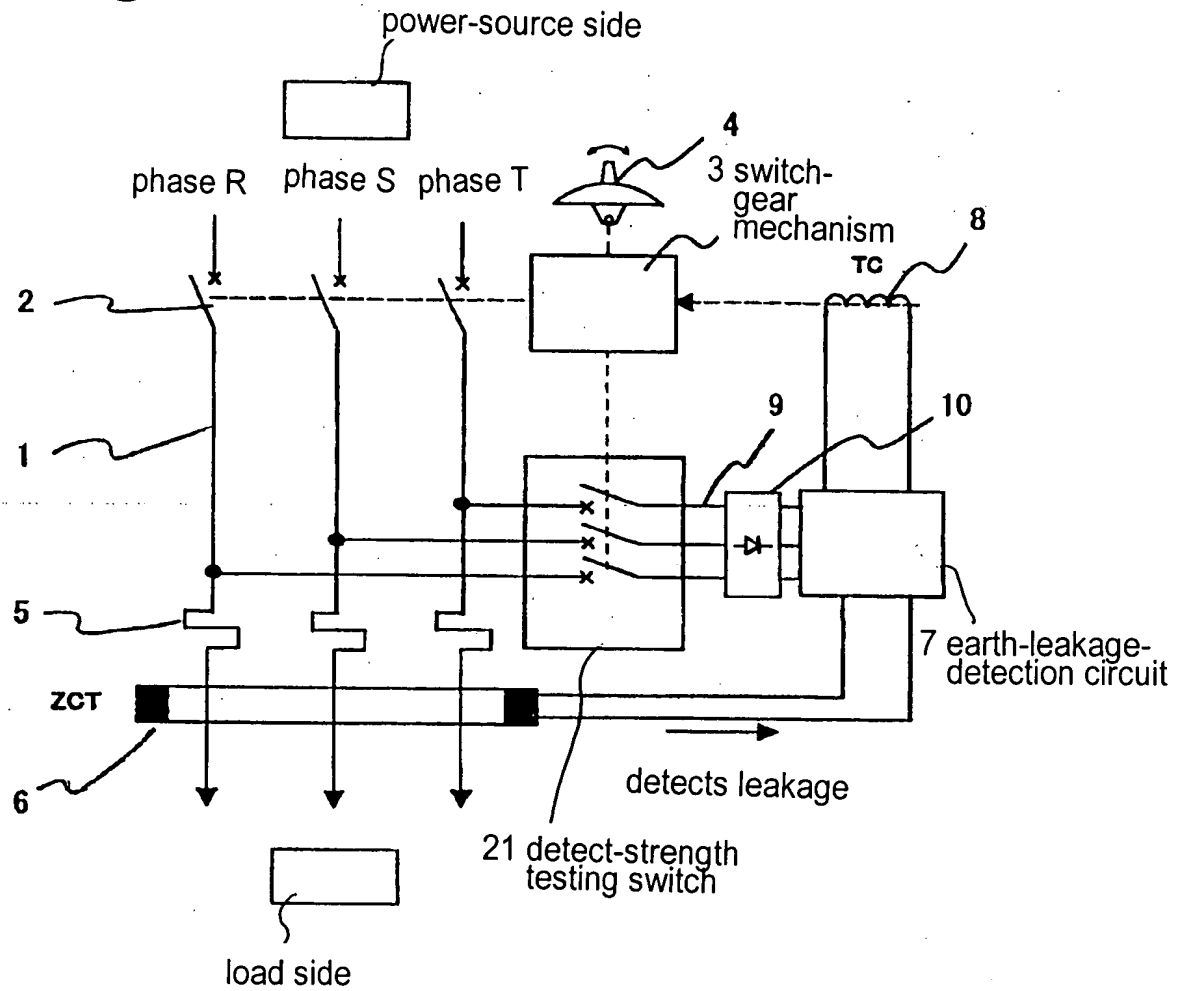 power-source side
phase R
phase S
phase T
4
3 switch-
gear
mechanism
8
TC
2
9
10
1
5
7 earth-leakage-
detection circuit
ZCT
detects leakage
6
21 detect-strength
testing switch
load side